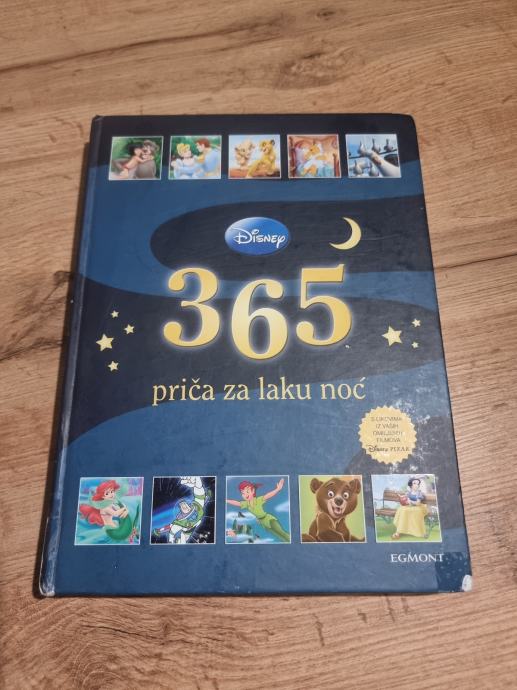 Disney
365
priča za laku noć
S LIKOVIMA
IZ VAŠIH
OMILJENIH
FILMOVA
Disney PIXAR
EGMONT